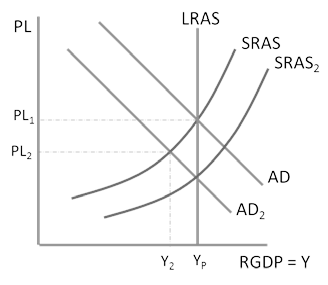 PL
LRAS
SRAS
SRAS₂
PL₁
PL₂
AD
AD₂
Y₂
Yₚ
RGDP = Y